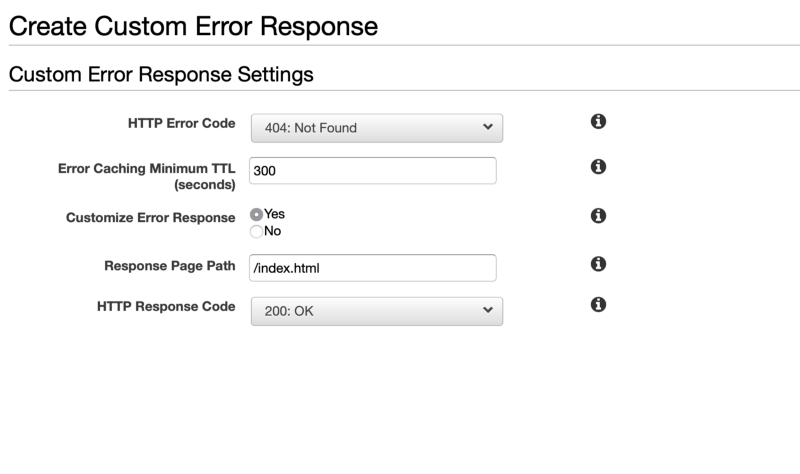 Create Custom Error Response
Custom Error Response Settings
HTTP Error Code
404: Not Found
Error Caching Minimum TTL
(seconds)
300
Customize Error Response
Yes
No
Response Page Path
/index.html
HTTP Response Code
200: OK